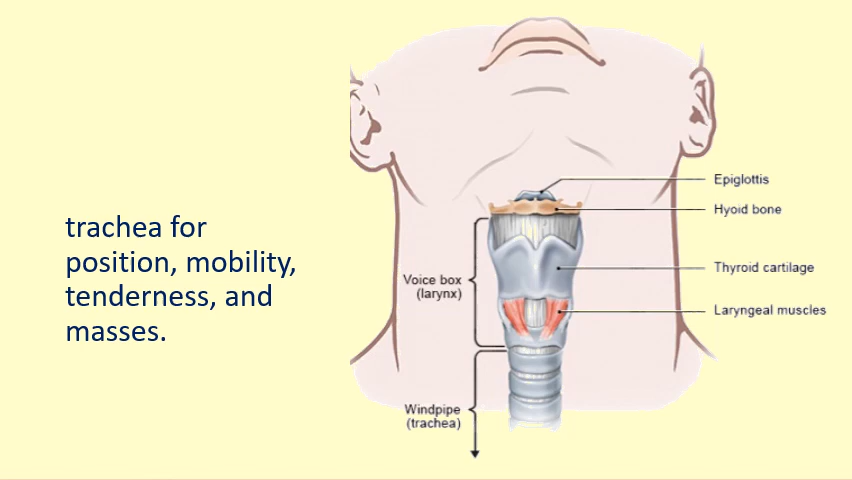 trachea for
position, mobility,
tenderness, and
masses.
Epiglottis
Hyoid bone
Thyroid cartilage
Laryngeal muscles
Voice box
(larynx)
Windpipe
(trachea)